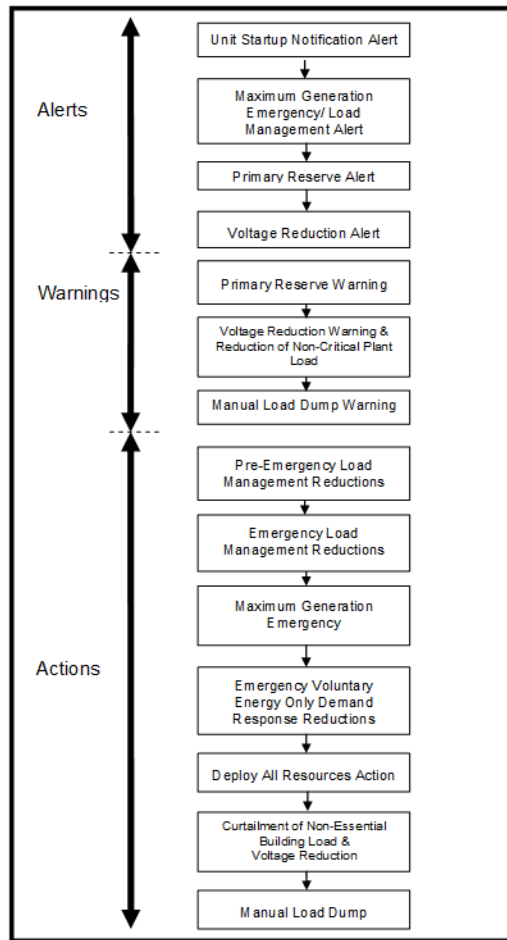 Alerts
Unit Startup Notification Alert
Maximum Generation
Emergency/ Load
Management Alert
Primary Reserve Alert
Voltage Reduction Alert
Warnings
Primary Reserve Warning
Voltage Reduction Warning &
Reduction of Non-Critical Plant
Load
Manual Load Dump Warning
Actions
Pre-Emergency Load
Management Reductions
Emergency Load
Management Reductions
Maximum Generation
Emergency
Emergency Voluntary
Energy Only Demand
Response Reductions
Deploy All Resources Action
Curtailment of Non-Essential
Building Load &
Voltage Reduction
Manual Load Dump